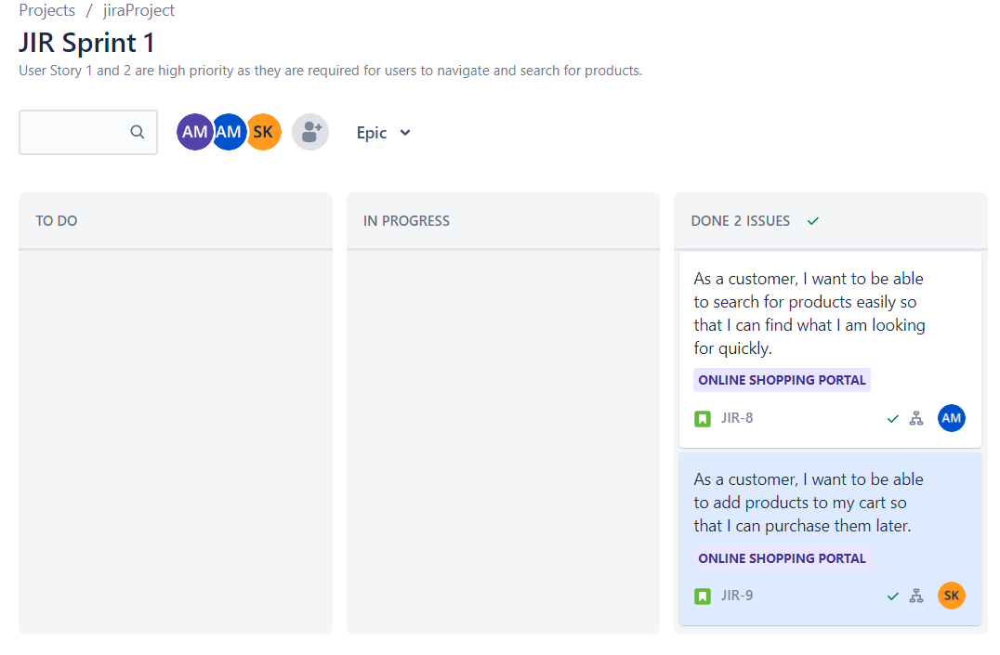 Projects / jiraProject
JIR Sprint 1
User Story 1 and 2 are high priority as they are required for users to navigate and search for products.
AM AM SK Epic
TO DO
IN PROGRESS
DONE 2 ISSUES
As a customer, I want to be able
to search for products easily so
that I can find what I am looking
for quickly.
ONLINE SHOPPING PORTAL
JIR-8 AM
As a customer, I want to be able
to add products to my cart so
that I can purchase them later.
ONLINE SHOPPING PORTAL
JIR-9 SK